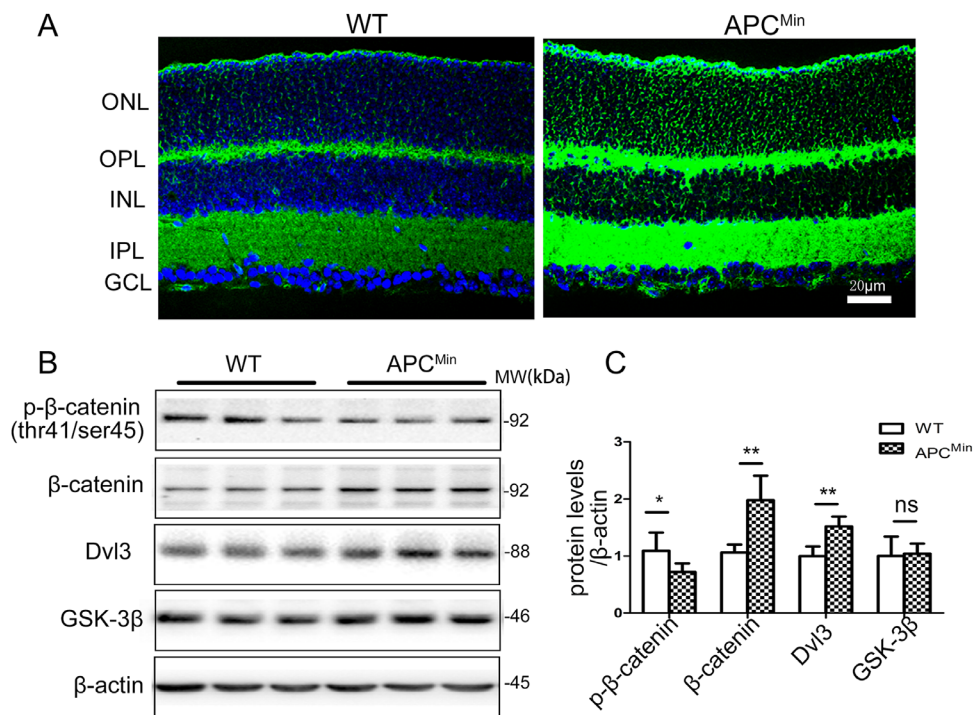 A
WT
APC^Min
ONL
OPL
INL
IPL
GCL
20μm
B
WT
APC^Min
MW(kDa)
p-β-catenin
(thr41/ser45)
-92
β-catenin
-92
Dvl3
-88
GSK-3β
-46
β-actin
-45
C
WT
APC^Min
protein levels
/β-actin
3
2
1
0
*
**
**
ns
p-β-catenin
β-catenin
Dvl3
GSK-3β